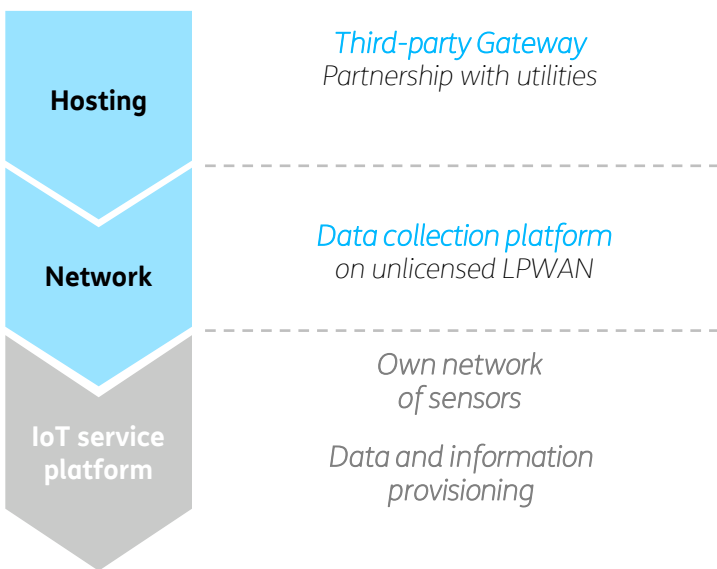 Hosting
Third-party Gateway
Partnership with utilities
Network
Data collection platform
on unlicensed LPWAN
IoT service
platform
Own network
of sensors
Data and information
provisioning